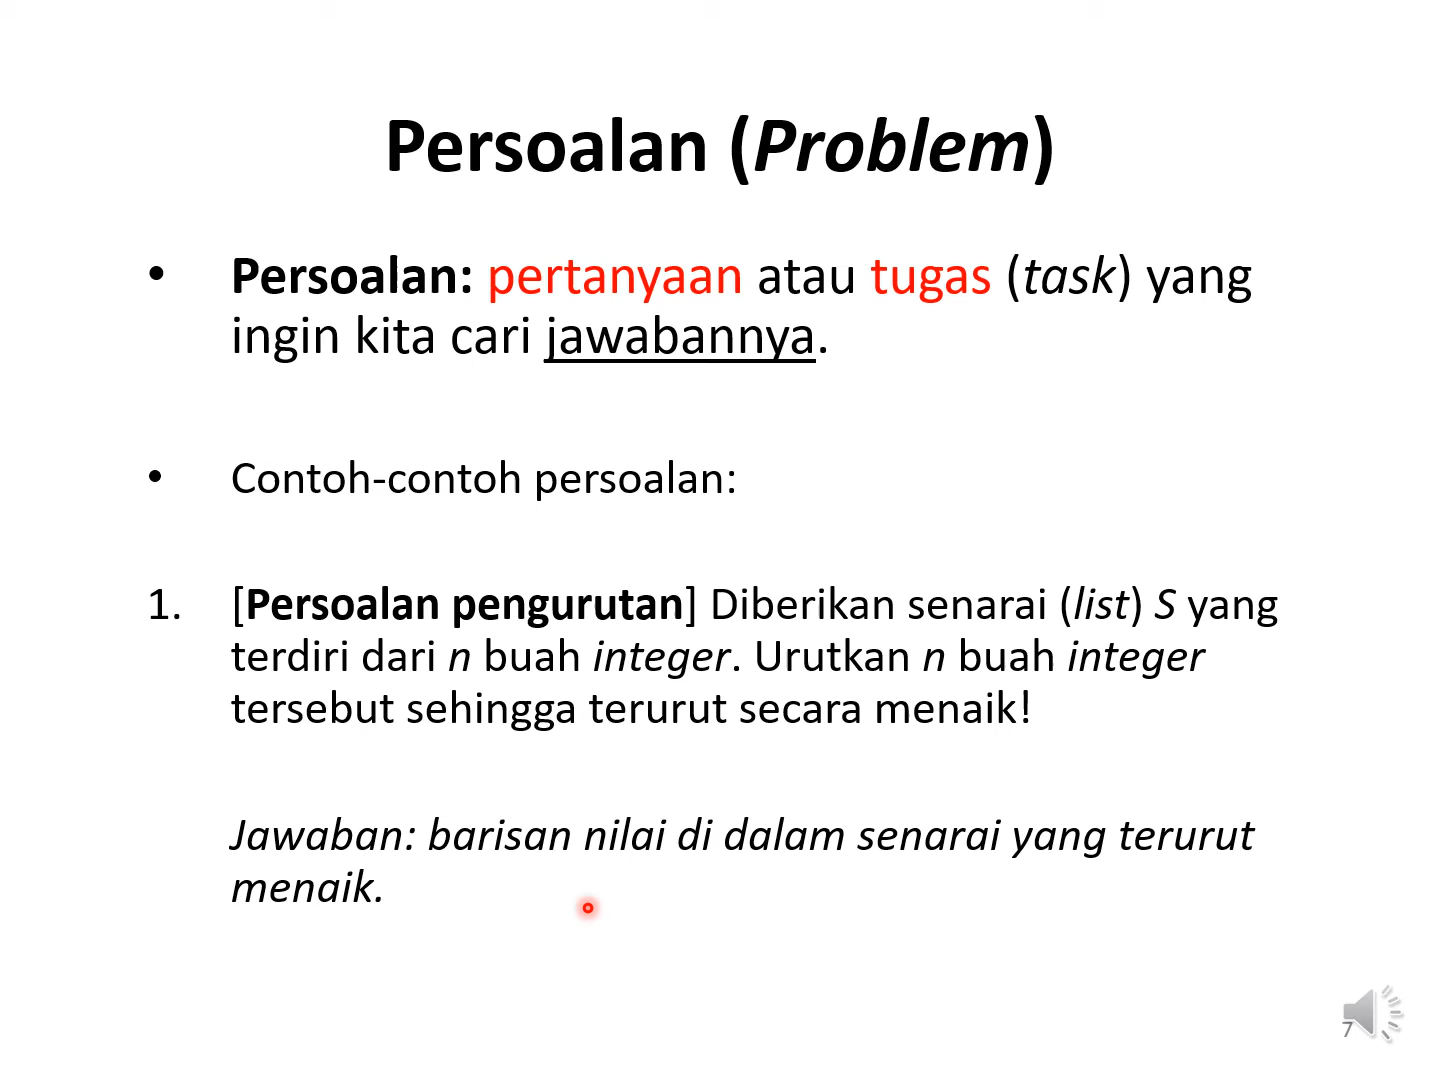 Persoalan (Problem)
• Persoalan: pertanyaan atau tugas (task) yang
ingin kita cari jawabannya.
• Contoh-contoh persoalan:
1. [Persoalan pengurutan] Diberikan senarai (list) S yang
terdiri dari n buah integer. Urutkan n buah integer
tersebut sehingga terurut secara menaik!
Jawaban: barisan nilai di dalam senarai yang terurut
menaik.
7